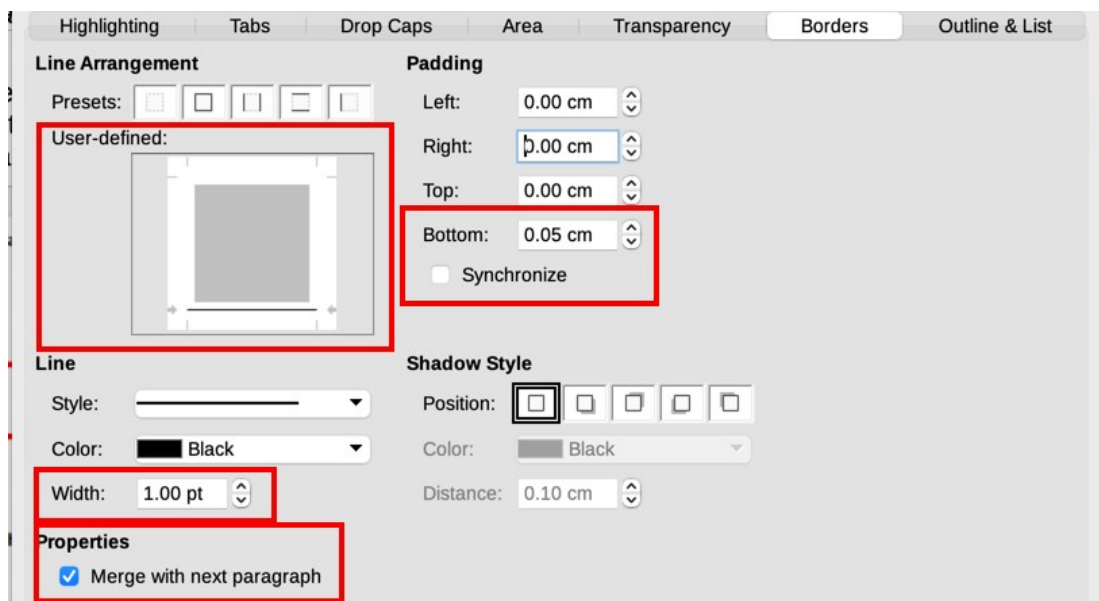 Highlighting Tabs Drop Caps Area Transparency Borders Outline & List
Line Arrangement
Presets:
User-defined:
Padding
Left: 0.00 cm
Right: 0.00 cm
Top: 0.00 cm
Bottom: 0.05 cm
Synchronize
Line
Style:
Color: Black
Width: 1.00 pt
Shadow Style
Position:
Color: Black
Distance: 0.10 cm
Properties
Merge with next paragraph